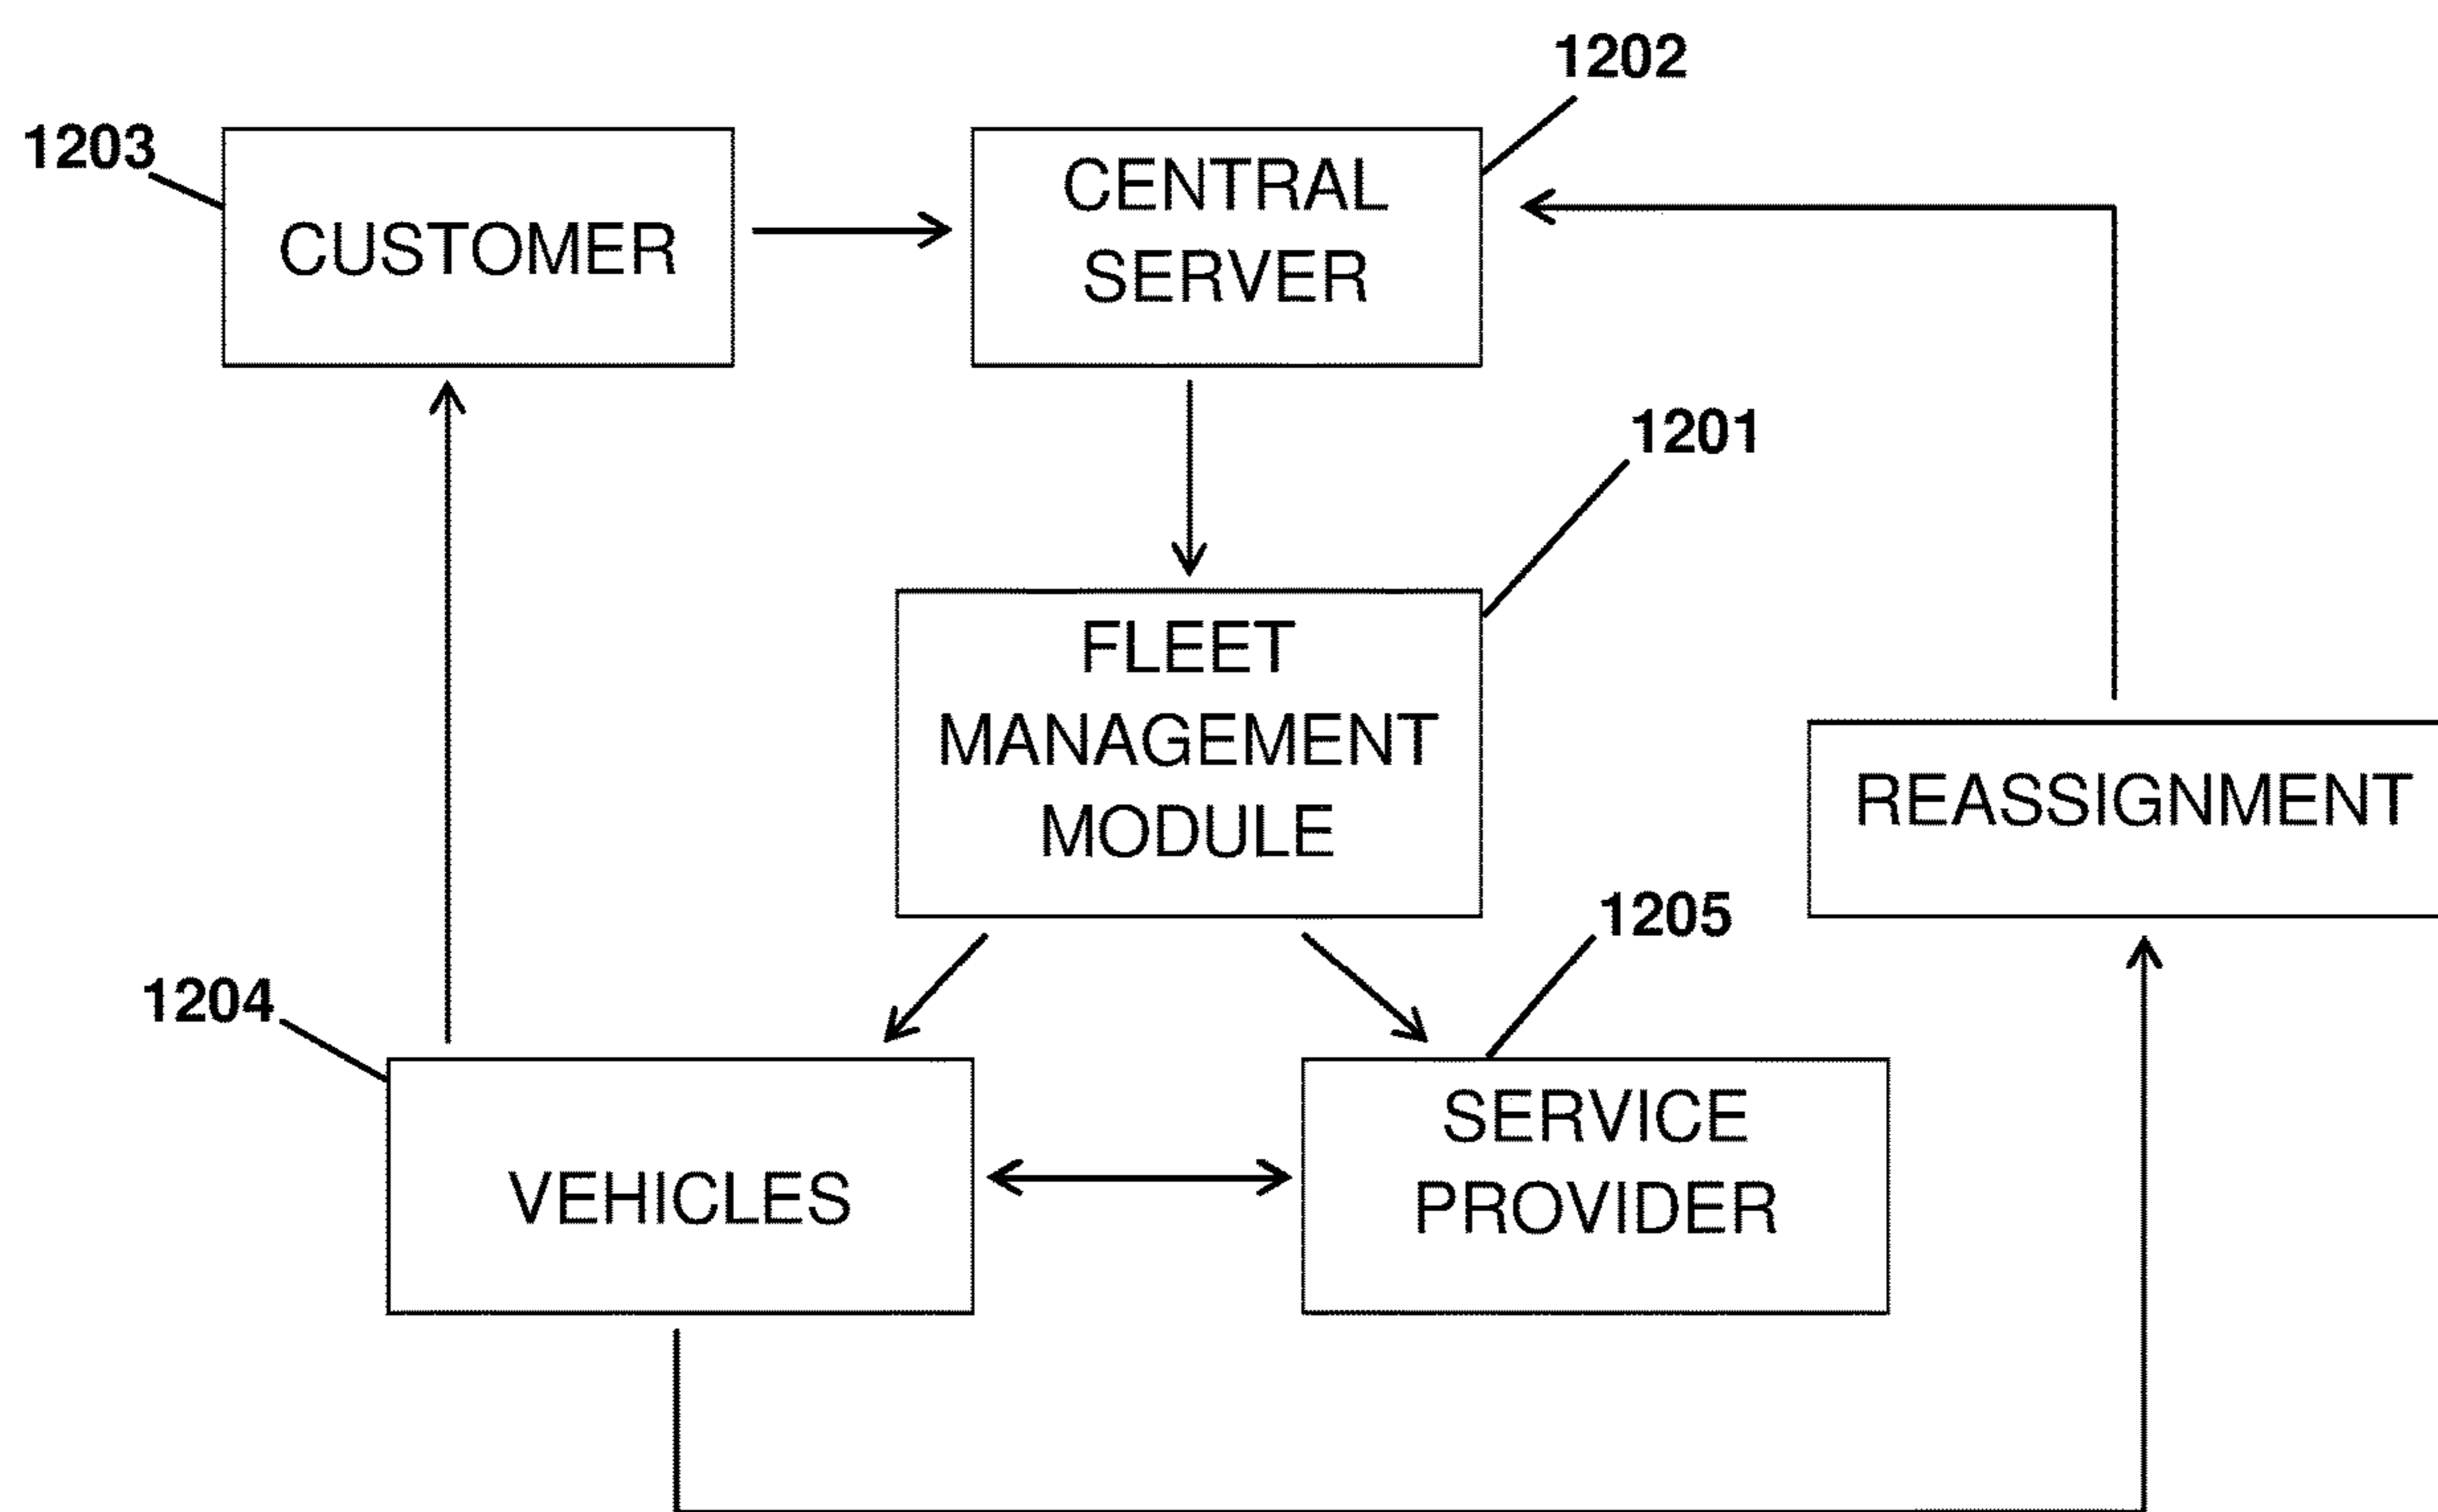 1202
1203
CUSTOMER
CENTRAL
SERVER
1201
FLEET
MANAGEMENT
MODULE
REASSIGNMENT
1205
1204
VEHICLES
SERVICE
PROVIDER